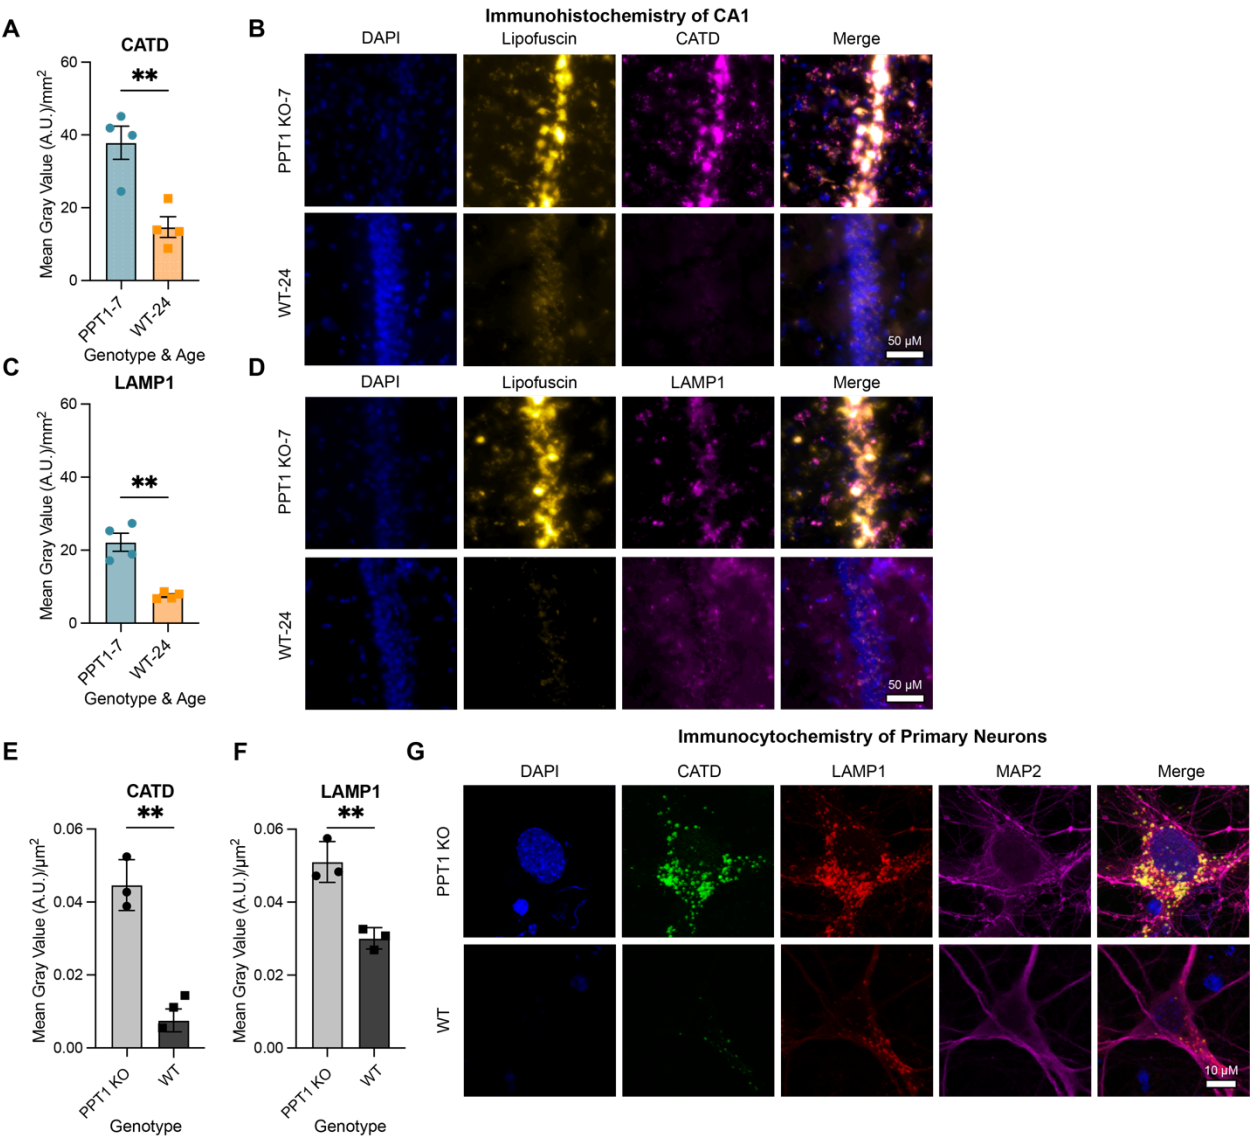 Immunohistochemistry of CA1
A
CATD
**
60
40
20
0
Mean Gray Value (A.U.)/mm²
PPT1-7
WT-24
Genotype & Age
B
DAPI
Lipofuscin
CATD
Merge
PPT1 KO-7
WT-24
50 µM
C
LAMP1
**
60
40
20
0
Mean Gray Value (A.U.)/mm²
PPT1-7
WT-24
Genotype & Age
D
DAPI
Lipofuscin
LAMP1
Merge
PPT1 KO-7
WT-24
50 µM
E
CATD
**
0.06
0.04
0.02
0.00
Mean Gray Value (A.U.)/µm²
PPT1 KO
WT
Genotype
F
LAMP1
**
0.06
0.04
0.02
0.00
Mean Gray Value (A.U.)/µm²
PPT1 KO
WT
Genotype
G
Immunocytochemistry of Primary Neurons
DAPI
CATD
LAMP1
MAP2
Merge
PPT1 KO
WT
10 µM